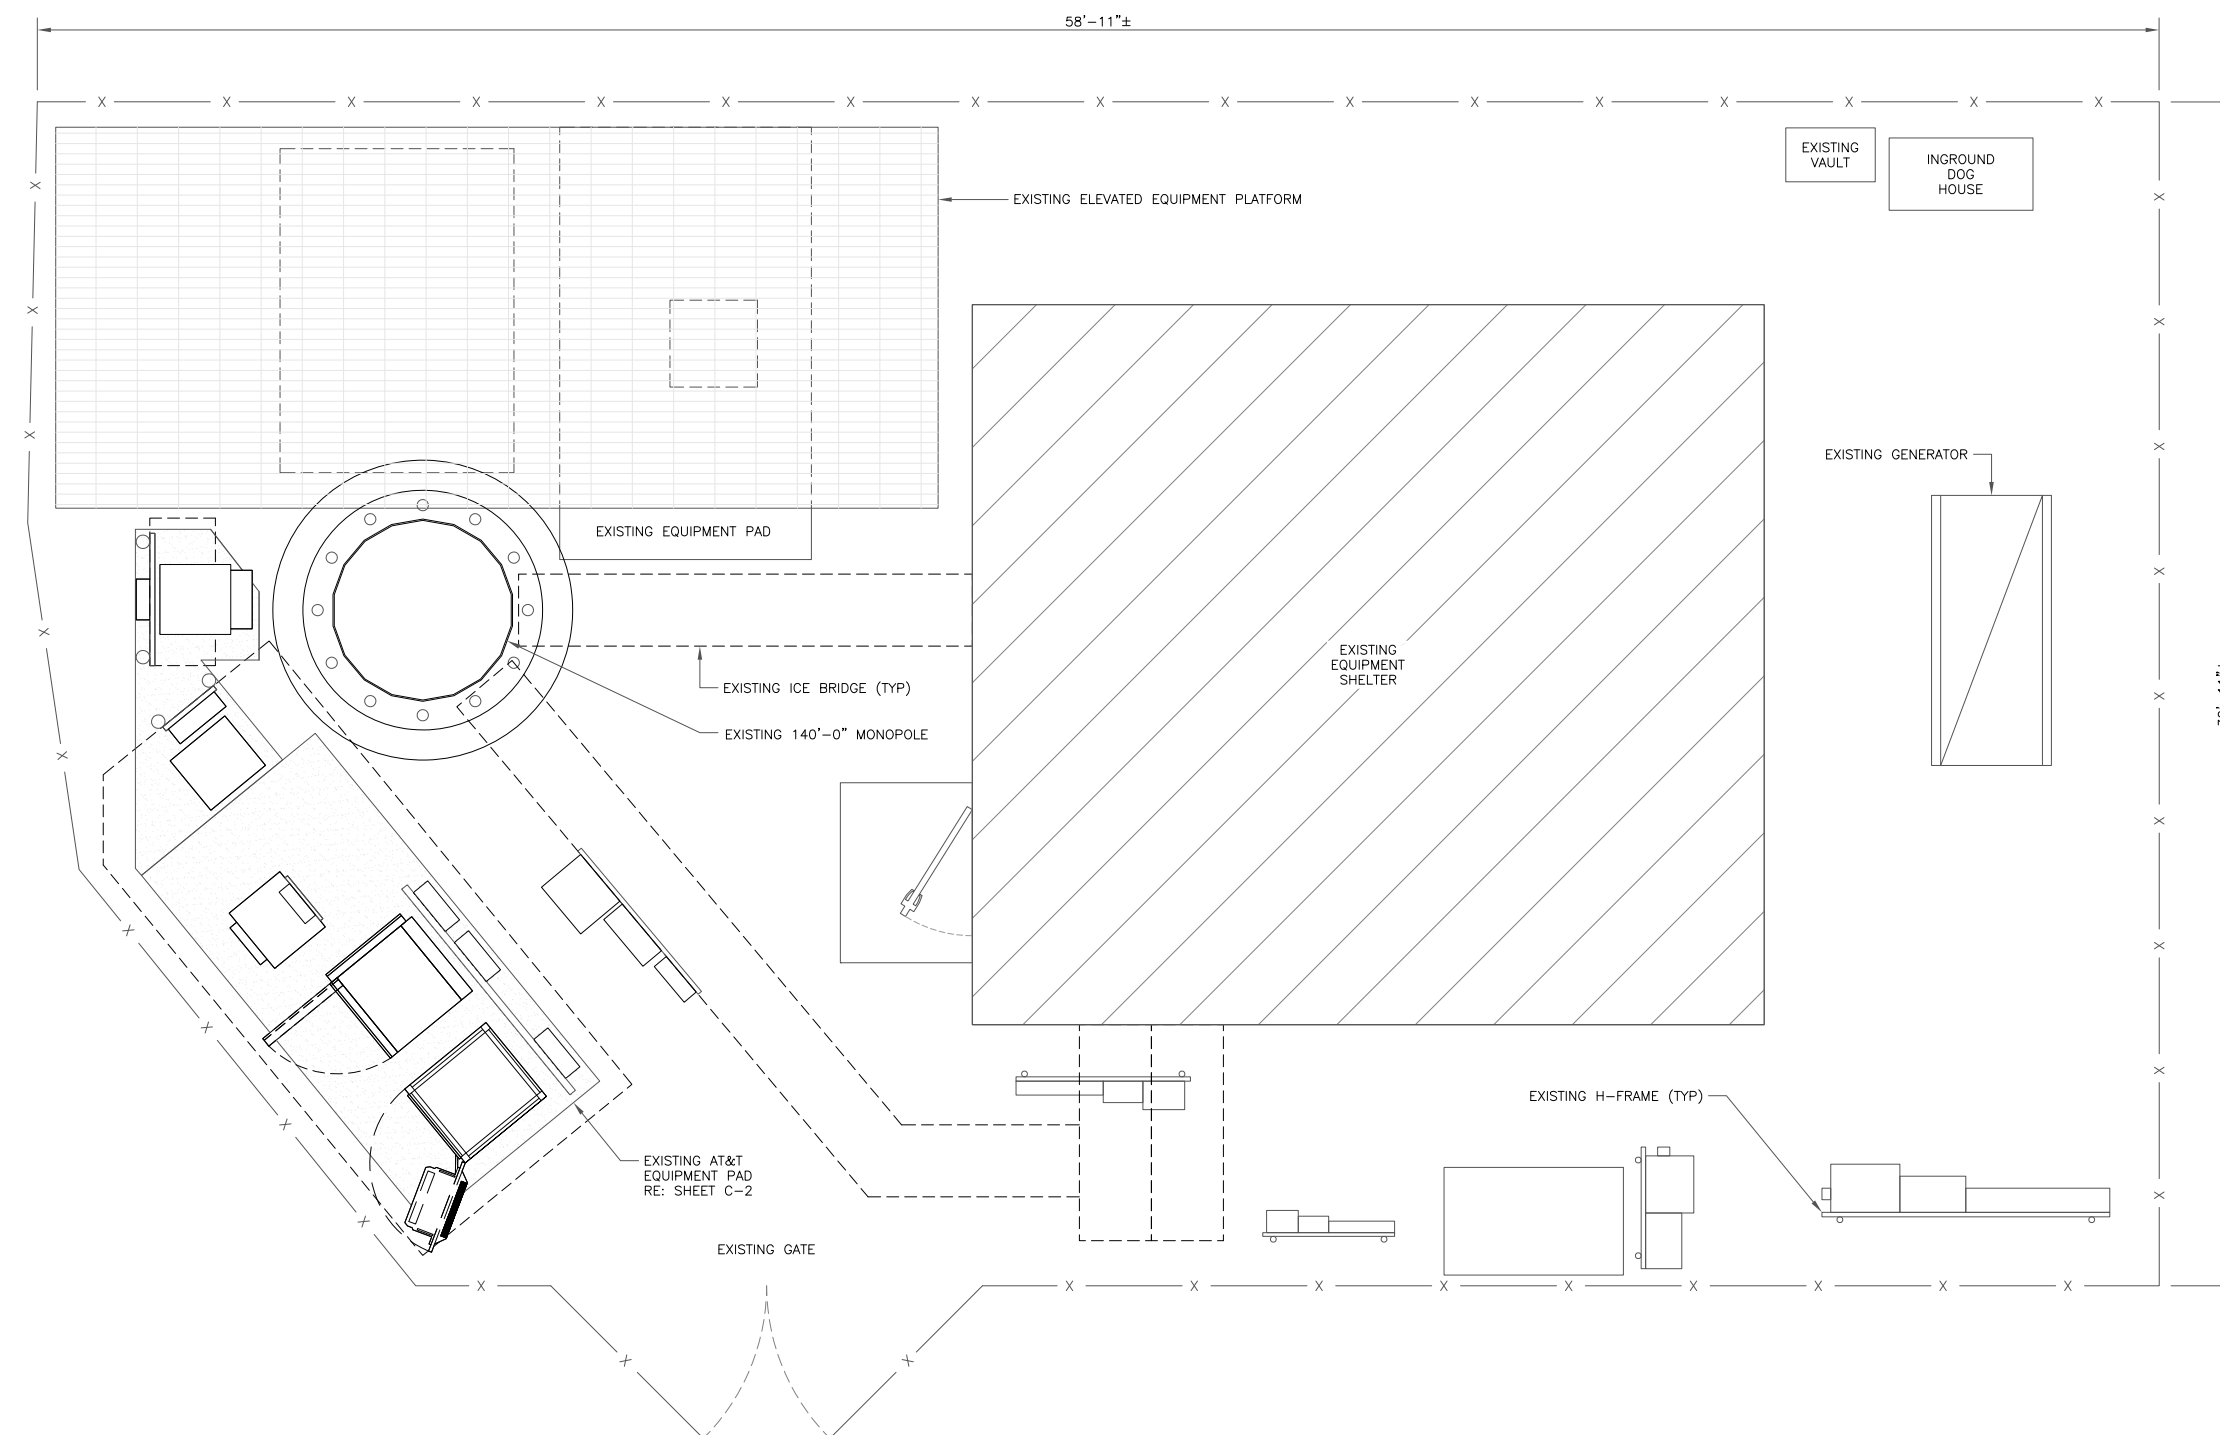 58'-11"±
EXISTING
VAULT
INGROUND
DOG
HOUSE
EXISTING ELEVATED EQUIPMENT PLATFORM
EXISTING GENERATOR
EXISTING EQUIPMENT PAD
EXISTING
EQUIPMENT
SHELTER
EXISTING ICE BRIDGE (TYP)
EXISTING 140'-0" MONOPOLE
EXISTING H-FRAME (TYP)
EXISTING AT&T
EQUIPMENT PAD
RE: SHEET C-2
EXISTING GATE